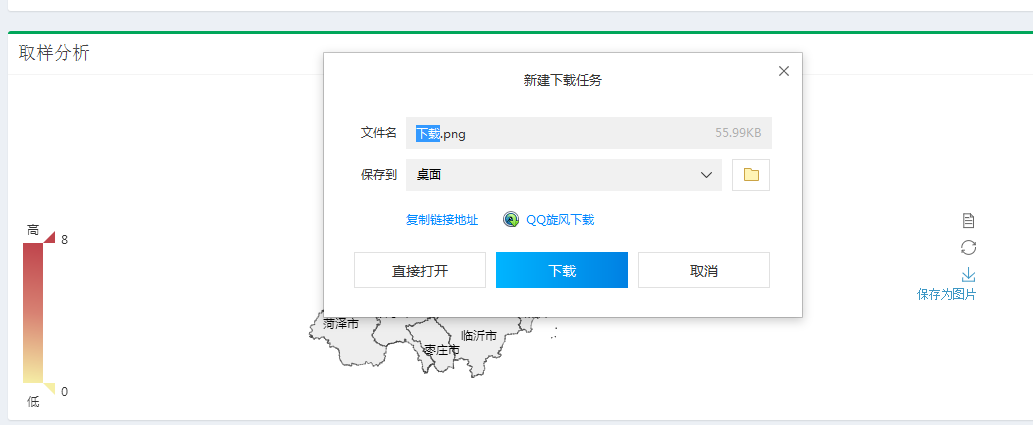 取样分析
新建下载任务
文件名 下载.png 55.99KB
保存到 桌面
复制链接地址 QQ旋风下载
直接打开 下载 取消
高
8
0
低
保存为图片
菏泽市
临沂市
枣庄市